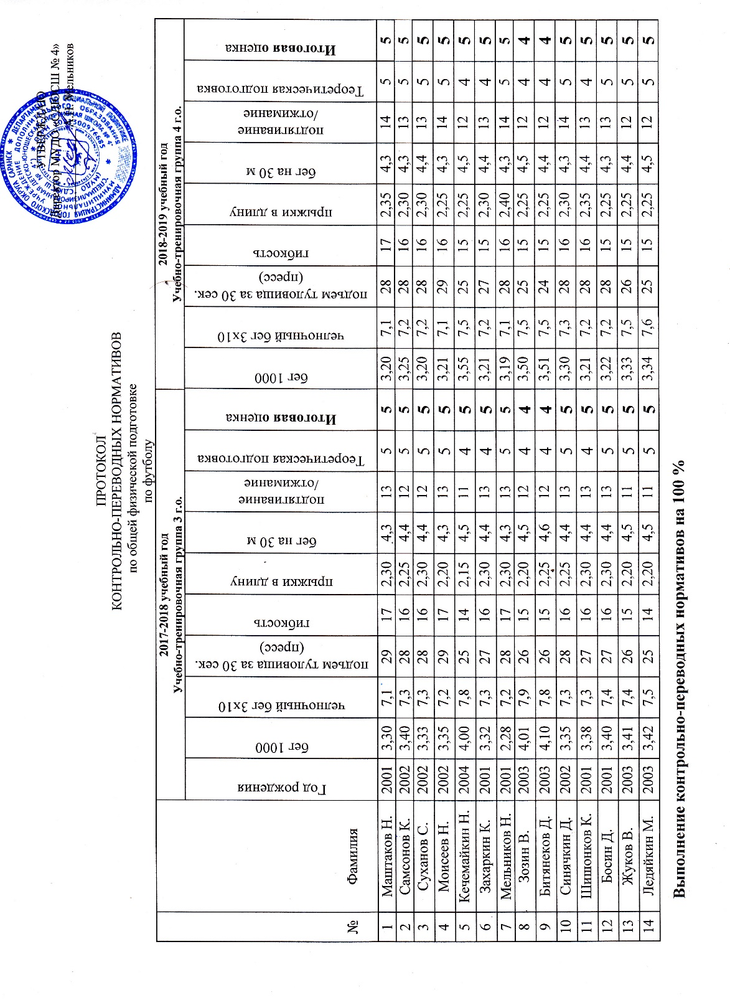 УТВЕРЖДАЮ
Директор МУДО «СДЮСШ № 4»
А.Н. Мельников
ПРОТОКОЛ
КОНТРОЛЬНО-ПЕРЕВОДНЫХ НОРМАТИВОВ
по общей физической подготовке
по футболу
2017-2018 учебный год 2018-2019 учебный год
Учебно-тренировочная группа 3 г.о. Учебно-тренировочная группа 4 г.о.
№ Фамилия Год рождения бег 1000 челночный бег 3х10 подъем туловища за 30 сек. (пресс) гибкость прыжки в длину бег на 30 м подтягивание /отжимание Теоретическая подготовка Итоговая оценка бег 1000 челночный бег 3х10 подъем туловища за 30 сек. (пресс) гибкость прыжки в длину бег на 30 м подтягивание /отжимание Теоретическая подготовка Итоговая оценка
1 Маштаков Н. 2001 3,30 7,1 29 17 2,30 4,3 13 5 5 3,20 7,1 28 17 2,35 4,3 14 5 5
2 Самсонов К. 2002 3,40 7,3 28 16 2,25 4,4 12 5 5 3,25 7,2 28 16 2,30 4,3 13 5 5
3 Суханов С. 2002 3,33 7,3 28 16 2,30 4,4 12 5 5 3,20 7,2 28 16 2,30 4,4 13 5 5
4 Моисеев Н. 2002 3,35 7,2 29 17 2,20 4,3 13 5 5 3,21 7,1 29 16 2,25 4,3 14 5 5
5 Кечемайкин Н. 2004 4,00 7,8 25 14 2,15 4,5 11 4 5 3,55 7,5 25 15 2,25 4,5 12 4 5
6 Захаркин К. 2001 3,32 7,3 27 16 2,30 4,4 13 4 5 3,21 7,2 27 15 2,30 4,4 13 4 5
7 Мельников Н. 2001 2,28 7,2 28 17 2,30 4,3 13 5 5 3,19 7,1 28 16 2,40 4,3 14 5 5
8 Зозин В. 2003 4,01 7,9 26 15 2,20 4,5 12 4 4 3,50 7,5 25 15 2,25 4,5 12 4 4
9 Битянеков Д. 2003 4,10 7,8 26 15 2,25 4,6 12 4 4 3,51 7,5 24 15 2,25 4,4 12 4 4
10 Синячкин Д. 2002 3,35 7,3 28 16 2,25 4,4 13 5 5 3,30 7,3 28 16 2,30 4,3 14 5 5
11 Шишонков К. 2001 3,38 7,3 27 16 2,30 4,4 13 4 5 3,21 7,2 28 16 2,35 4,4 13 4 5
12 Босин Д. 2001 3,40 7,4 27 16 2,30 4,4 13 5 5 3,22 7,2 28 15 2,25 4,3 13 5 5
13 Жуков В. 2003 3,41 7,4 26 15 2,20 4,5 11 5 5 3,33 7,5 26 15 2,25 4,4 12 5 5
14 Ледяйкин М. 2003 3,42 7,5 25 14 2,20 4,5 11 5 5 3,34 7,6 25 15 2,25 4,5 12 5 5
Выполнение контрольно-переводных нормативов на 100 %